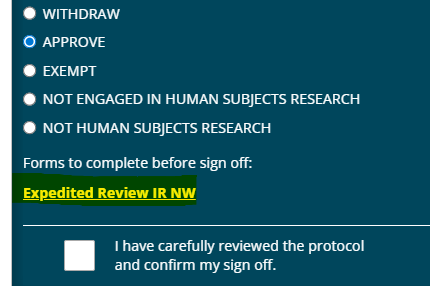 WITHDRAW
APPROVE
EXEMPT
NOT ENGAGED IN HUMAN SUBJECTS RESEARCH
NOT HUMAN SUBJECTS RESEARCH
Forms to complete before sign off:
Expedited Review IR NW
I have carefully reviewed the protocol
and confirm my sign off.